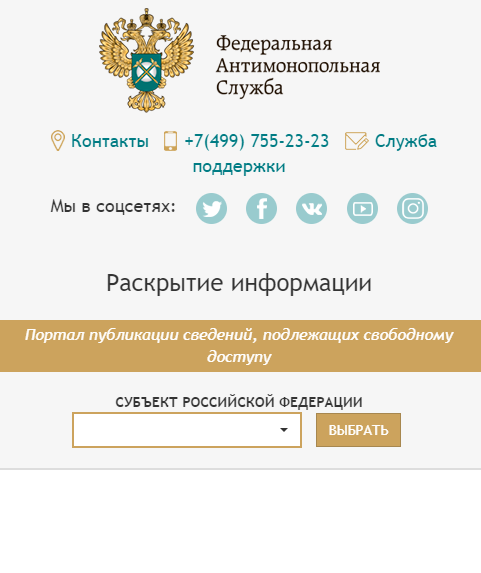 Федеральная
Антимонопольная
Служба
Контакты +7(499) 755-23-23 Служба
поддержки
Мы в соцсетях:
Раскрытие информации
Портал публикации сведений, подлежащих свободному
доступу
СУБЪЕКТ РОССИЙСКОЙ ФЕДЕРАЦИИ
ВЫБРАТЬ